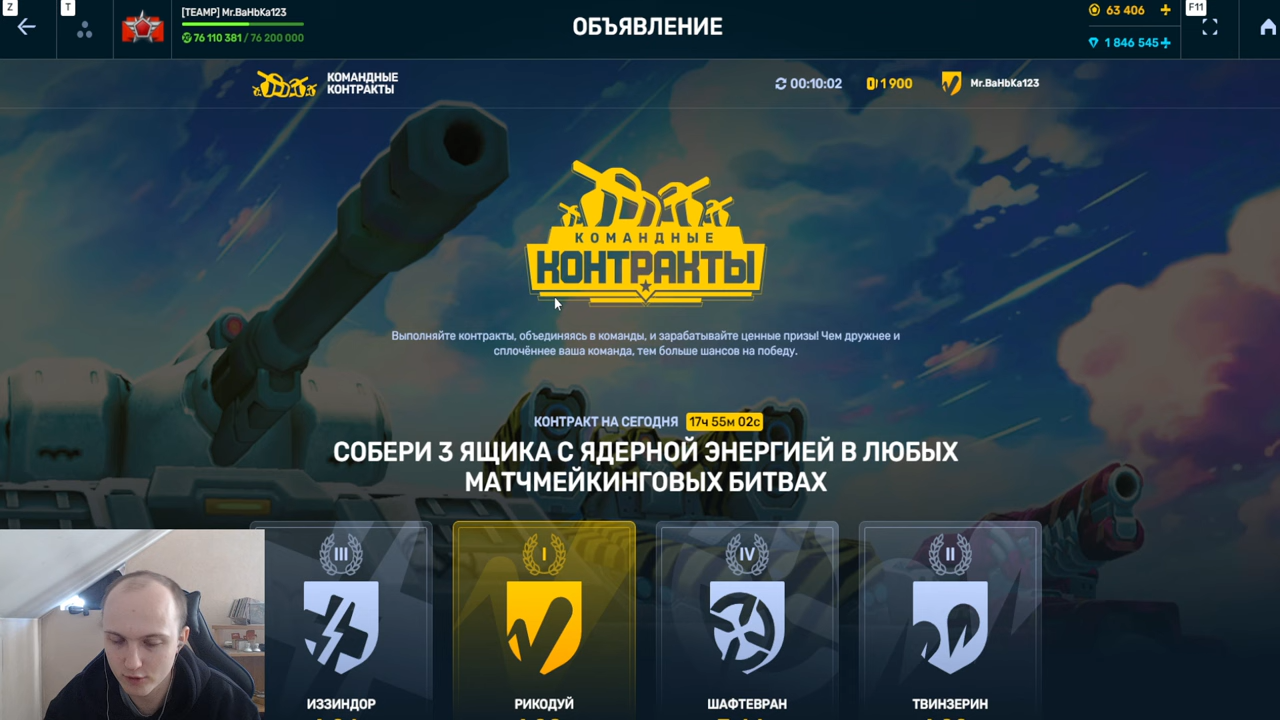 Z
T
[TEAMP] Mr.BaHbKa123
76 110 381 / 76 200 000
ОБЪЯВЛЕНИЕ
63 406
1 846 545
F11
КОМАНДНЫЕ
КОНТРАКТЫ
00:10:02
1 900
Mr.BaHbKa123
КОМАНДНЫЕ
КОНТРАКТЫ
Выполняйте контракты, объединяясь в команды, и зарабатывайте ценные призы! Чем дружнее и
сплочённее ваша команда, тем больше шансов на победу.
КОНТРАКТ НА СЕГОДНЯ 17ч 55м 02с
СОБЕРИ 3 ЯЩИКА С ЯДЕРНОЙ ЭНЕРГИЕЙ В ЛЮБЫХ
МАТЧМЕЙКИНГОВЫХ БИТВАХ
III
I
IV
II
ИЗЗИНДОР
РИКОДУЙ
ШАФТЕВРАН
ТВИНЗЕРИН